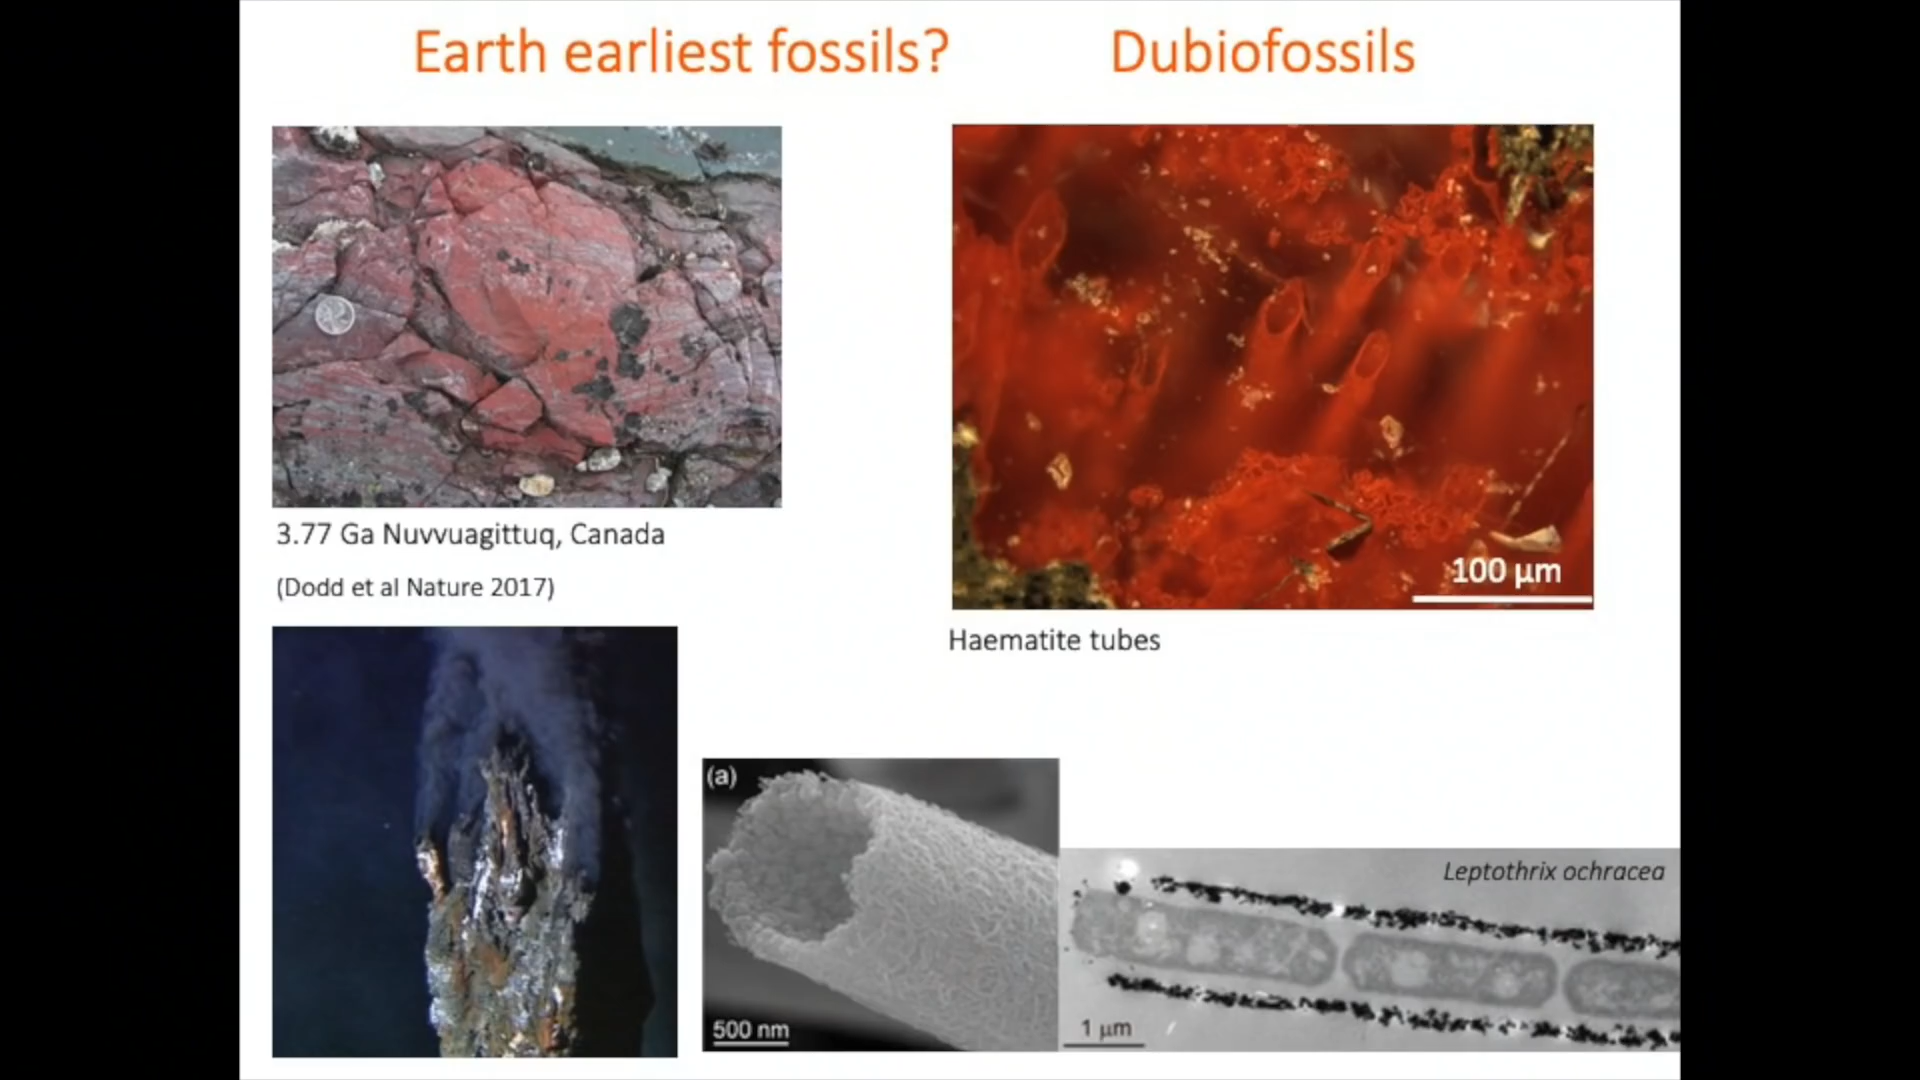 Earth earliest fossils?
Dubiofossils
3.77 Ga Nuvvuagittuq, Canada
(Dodd et al Nature 2017)
100 µm
Haematite tubes
(a)
500 nm
Leptothrix ochracea
1 µm